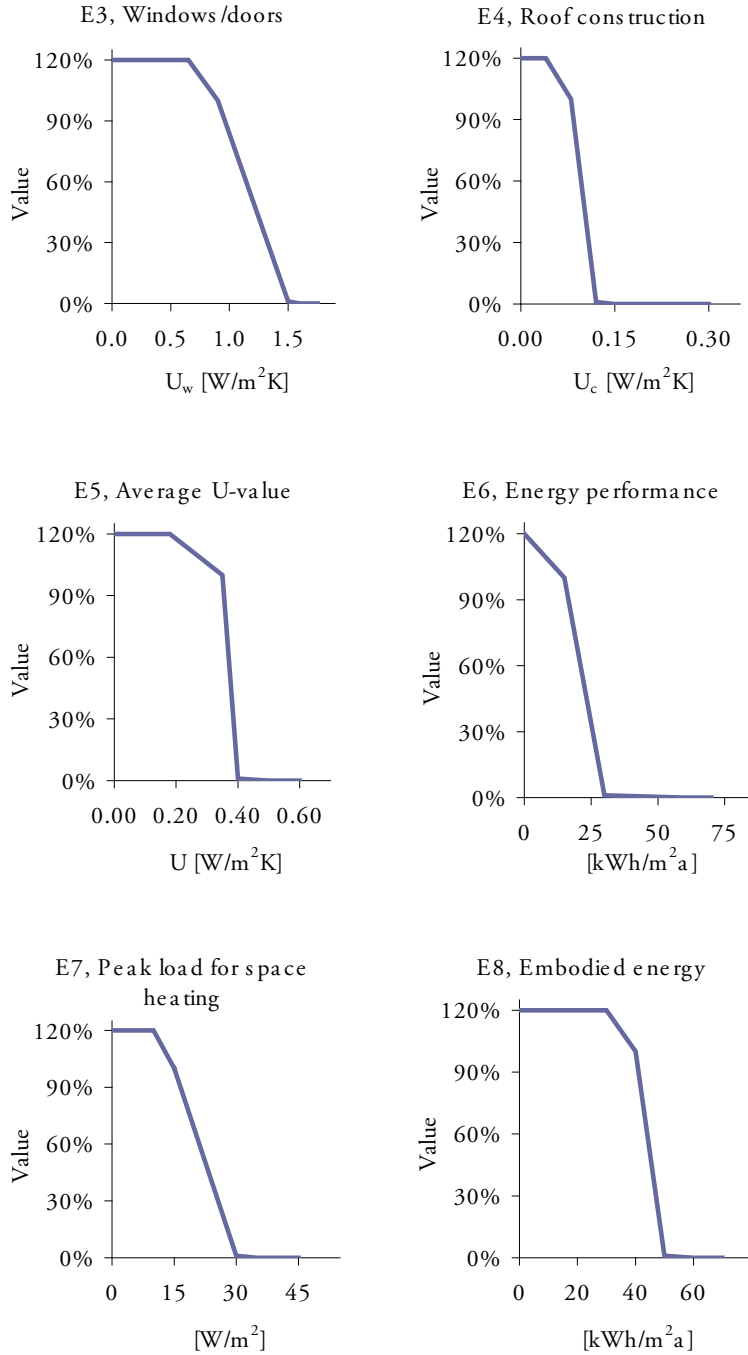 E3, Windows/doors
120%
90%
60%
30%
0%
Value
0.0 0.5 1.0 1.5
U_w [W/m²K]
E4, Roof construction
120%
90%
60%
30%
0%
Value
0.00 0.15 0.30
U_c [W/m²K]
E5, Average U-value
120%
90%
60%
30%
0%
Value
0.00 0.20 0.40 0.60
U [W/m²K]
E6, Energy performance
120%
90%
60%
30%
0%
Value
0 25 50 75
[kWh/m²a]
E7, Peak load for space
heating
120%
90%
60%
30%
0%
Value
0 15 30 45
[W/m²]
E8, Embodied energy
120%
90%
60%
30%
0%
Value
0 20 40 60
[kWh/m²a]